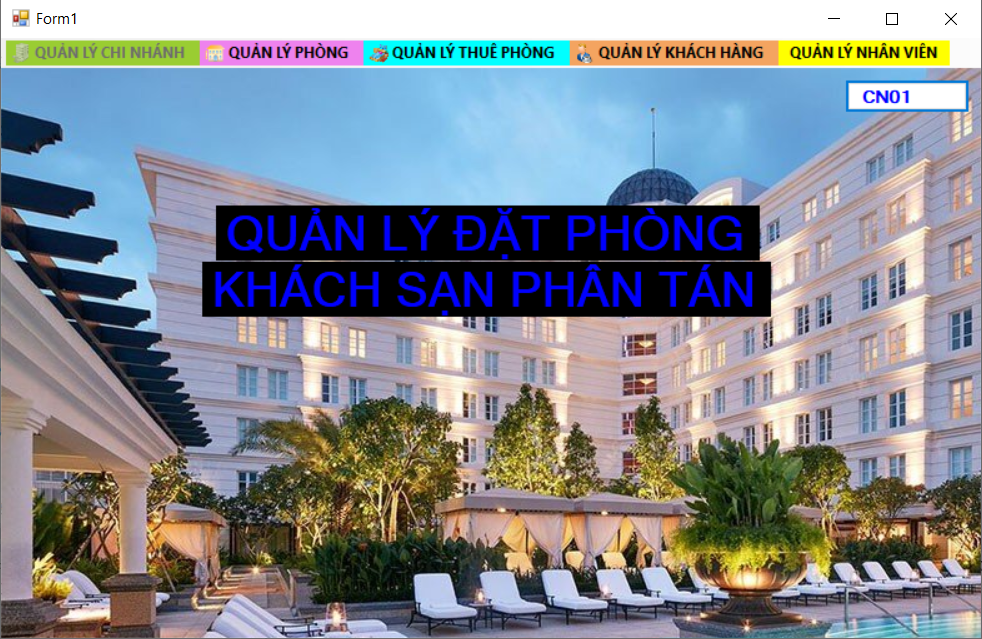 Form1
QUẢN LÝ CHI NHÁNH QUẢN LÝ PHÒNG QUẢN LÝ THUÊ PHÒNG QUẢN LÝ KHÁCH HÀNG QUẢN LÝ NHÂN VIÊN
CN01
QUẢN LÝ ĐẶT PHÒNG
KHÁCH SẠN PHÂN TÁN